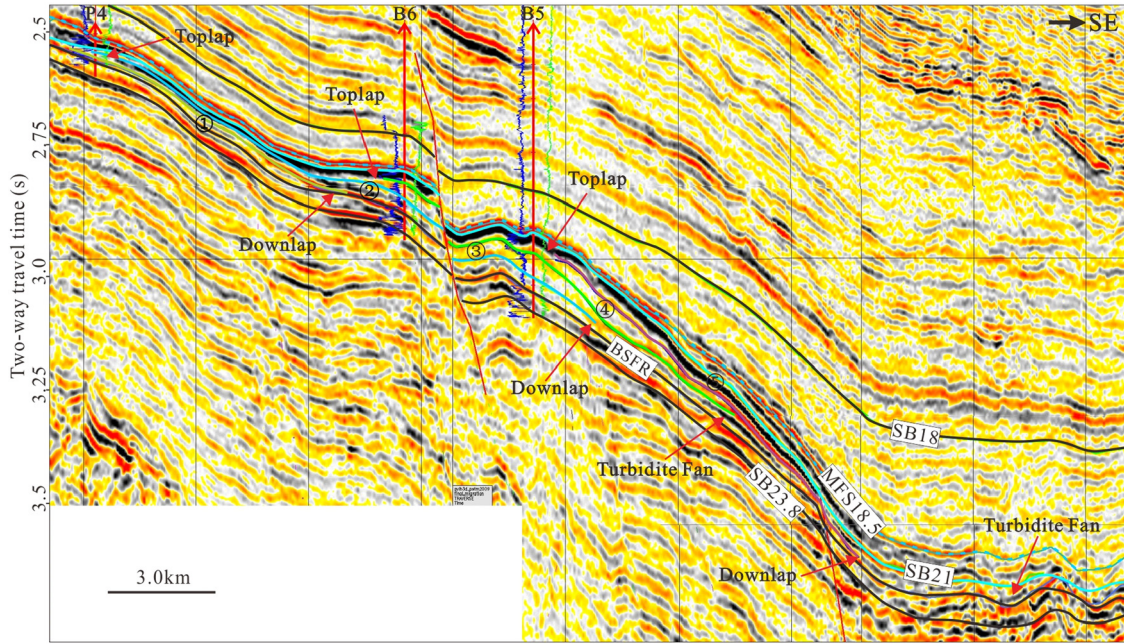 P4
B6
B5
SE
2.5
Toplap
Toplap
2.75
①
②
Toplap
Downlap
③
Two-way travel time (s)
3.0
④
BSFR
Downlap
⑤
3.25
SB18
Turbidite Fan
SB23.8
MFS18.5
3.5
Turbidite Fan
Downlap
SB21
3.0km